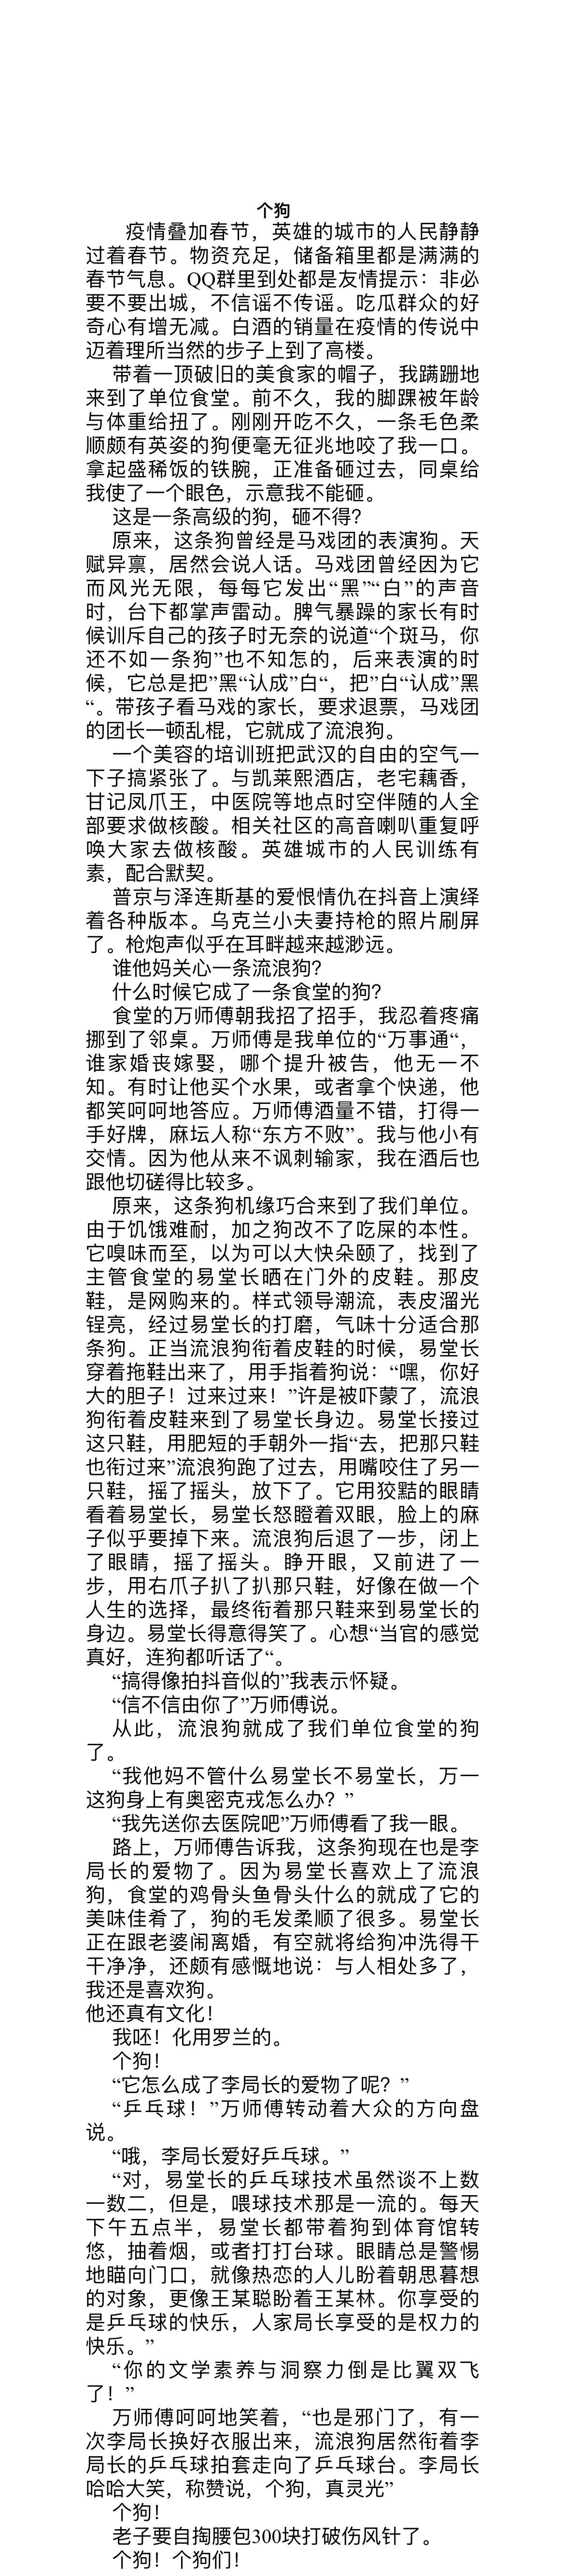 个狗
疫情叠加春节，英雄的城市的人民静静
过着春节。物资充足，储备箱里都是满满的
春节气息。QQ群里到处都是友情提示：非必
要不要出城，不信谣不传谣。吃瓜群众的好
奇心有增无减。白酒的销量在疫情的传说中
迈着理所当然的步子上到了高楼。
带着一顶破旧的美食家的帽子，我蹒跚地
来到了单位食堂。前不久，我的脚踝被年龄
与体重给扭了。刚刚开吃不久，一条毛色柔
顺颇有英姿的狗便毫无征兆地咬了我一口。
拿起盛稀饭的铁腕，正准备砸过去，同桌给
我使了一个眼色，示意我不能砸。
这是一条高级的狗，砸不得？
原来，这条狗曾经是马戏团的表演狗。天
赋异禀，居然会说人话。马戏团曾经因为它
而风光无限，每每它发出“黑”“白”的声音
时，台下都掌声雷动。脾气暴躁的家长有时
候训斥自己的孩子时无奈的说道“个斑马，你
还不如一条狗”也不知怎的，后来表演的时
候，它总是把”黑“认成”白“，把”白“认成”黑
“。带孩子看马戏的家长，要求退票，马戏团
的团长一顿乱棍，它就成了流浪狗。
一个美容的培训班把武汉的自由的空气一
下子搞紧张了。与凯莱熙酒店，老宅藕香，
甘记凤爪王，中医院等地点时空伴随的人全
部要求做核酸。相关社区的高音喇叭重复呼
唤大家去做核酸。英雄城市的人民训练有
素，配合默契。
普京与泽连斯基的爱恨情仇在抖音上演绎
着各种版本。乌克兰小夫妻持枪的照片刷屏
了。枪炮声似乎在耳畔越来越渺远。
谁他妈关心一条流浪狗？
什么时候它成了一条食堂的狗？
食堂的万师傅朝我招了招手，我忍着疼痛
挪到了邻桌。万师傅是我单位的“万事通“，
谁家婚丧嫁娶，哪个提升被告，他无一不
知。有时让他买个水果，或者拿个快递，他
都笑呵呵地答应。万师傅酒量不错，打得一
手好牌，麻坛人称“东方不败”。我与他小有
交情。因为他从来不讽刺输家，我在酒后也
跟他切磋得比较多。
原来，这条狗机缘巧合来到了我们单位。
由于饥饿难耐，加之狗改不了吃屎的本性。
它嗅味而至，以为可以大快朵颐了，找到了
主管食堂的易堂长晒在门外的皮鞋。那皮
鞋，是网购来的。样式领导潮流，表皮溜光
锃亮，经过易堂长的打磨，气味十分适合那
条狗。正当流浪狗衔着皮鞋的时候，易堂长
穿着拖鞋出来了，用手指着狗说：“嘿，你好
大的胆子！过来过来！”许是被吓蒙了，流浪
狗衔着皮鞋来到了易堂长身边。易堂长接过
这只鞋，用肥短的手朝外一指“去，把那只鞋
也衔过来”流浪狗跑了过去，用嘴咬住了另一
只鞋，摇了摇头，放下了。它用狡黠的眼睛
看着易堂长，易堂长怒瞪着双眼，脸上的麻
子似乎要掉下来。流浪狗后退了一步，闭上
了眼睛，摇了摇头。睁开眼，又前进了一
步，用右爪子扒了扒那只鞋，好像在做一个
人生的选择，最终衔着那只鞋来到易堂长的
身边。易堂长得意得笑了。心想“当官的感觉
真好，连狗都听话了“。
“搞得像拍抖音似的”我表示怀疑。
“信不信由你了”万师傅说。
从此，流浪狗就成了我们单位食堂的狗
了。
“我他妈不管什么易堂长不易堂长，万一
这狗身上有奥密克戎怎么办？”
“我先送你去医院吧”万师傅看了我一眼。
路上，万师傅告诉我，这条狗现在也是李
局长的爱物了。因为易堂长喜欢上了流浪
狗，食堂的鸡骨头鱼骨头什么的就成了它的
美味佳肴了，狗的毛发柔顺了很多。易堂长
正在跟老婆闹离婚，有空就将给狗冲洗得干
干净净，还颇有感慨地说：与人相处多了，
我还是喜欢狗。
他还真有文化！
我呸！化用罗兰的。
个狗！
“它怎么成了李局长的爱物了呢？”
“乒乓球！”万师傅转动着大众的方向盘
说。
“哦，李局长爱好乒乓球。”
“对，易堂长的乒乓球技术虽然谈不上数
一数二，但是，喂球技术那是一流的。每天
下午五点半，易堂长都带着狗到体育馆转
悠，抽着烟，或者打打台球。眼睛总是警惕
地瞄向门口，就像热恋的人儿盼着朝思暮想
的对象，更像王某聪盼着王某林。你享受的
是乒乓球的快乐，人家局长享受的是权力的
快乐。”
“你的文学素养与洞察力倒是比翼双飞
了！”
万师傅呵呵地笑着，“也是邪门了，有一
次李局长换好衣服出来，流浪狗居然衔着李
局长的乒乓球拍套走向了乒乓球台。李局长
哈哈大笑，称赞说，个狗，真灵光”
个狗！
老子要自掏腰包300块打破伤风针了。
个狗！个狗们！